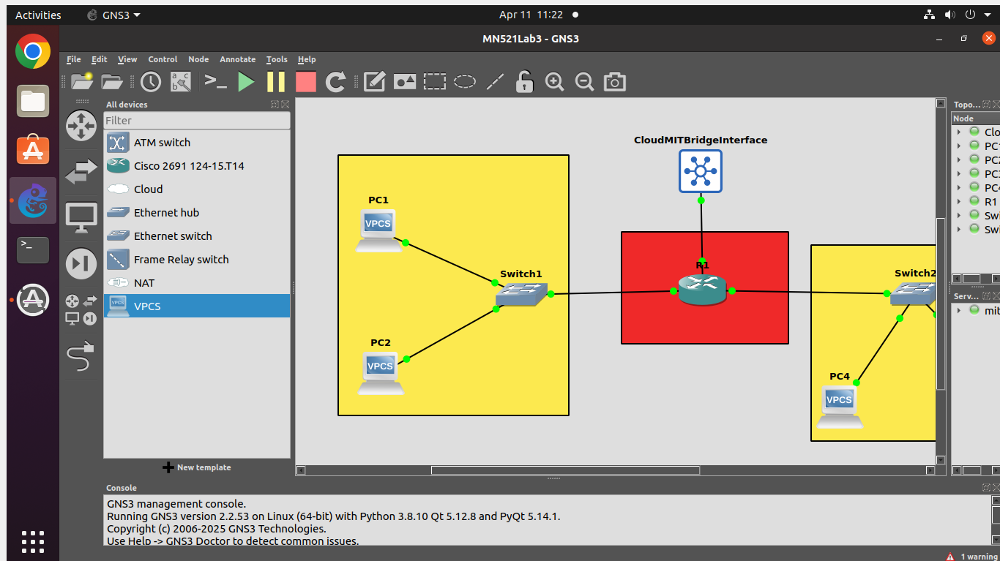 Activities
GNS3
Apr 11 11:22
MN521Lab3 - GNS3
File Edit View Control Node Annotate Tools Help
All devices
Filter
ATM switch
Cisco 2691 124-15.T14
Cloud
Ethernet hub
Ethernet switch
Frame Relay switch
NAT
VPCS
VPCS
New template
CloudMITBridgeInterface
PC1
VPCS
Switch1
R1
Switch2
PC2
VPCS
PC4
VPCS
Topo...
Node
Clo
PC1
PC2
PC3
PC4
R1
Swi
Swi
Serv...
mit
Console
GNS3 management console.
Running GNS3 version 2.2.53 on Linux (64-bit) with Python 3.8.10 Qt 5.12.8 and PyQt 5.14.1.
Copyright (c) 2006-2025 GNS3 Technologies.
Use Help -> GNS3 Doctor to detect common issues.
1 warning